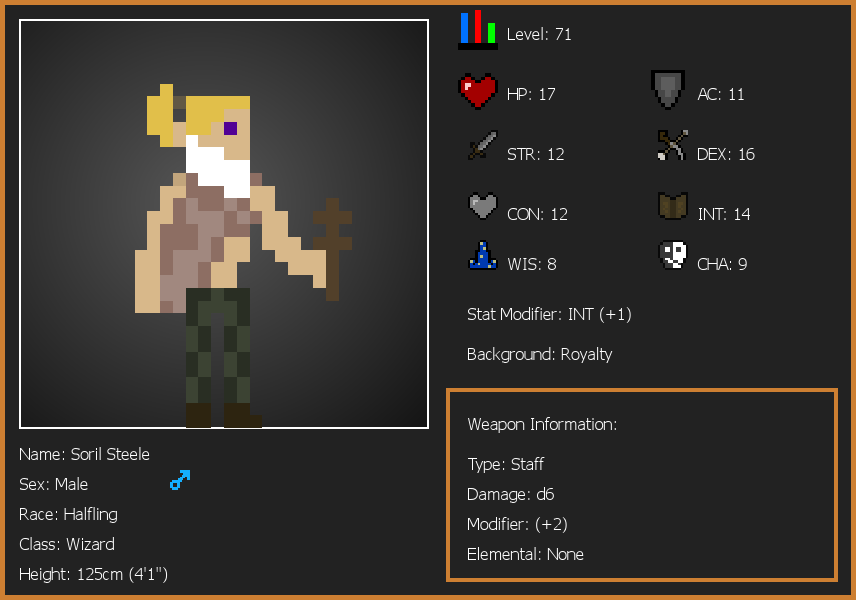 Level: 71
HP: 17
AC: 11
STR: 12
DEX: 16
CON: 12
INT: 14
WIS: 8
CHA: 9
Stat Modifier: INT (+1)
Background: Royalty
Weapon Information:
Type: Staff
Damage: d6
Modifier: (+2)
Elemental: None
Name: Soril Steele
Sex: Male
Race: Halfling
Class: Wizard
Height: 125cm (4'1")